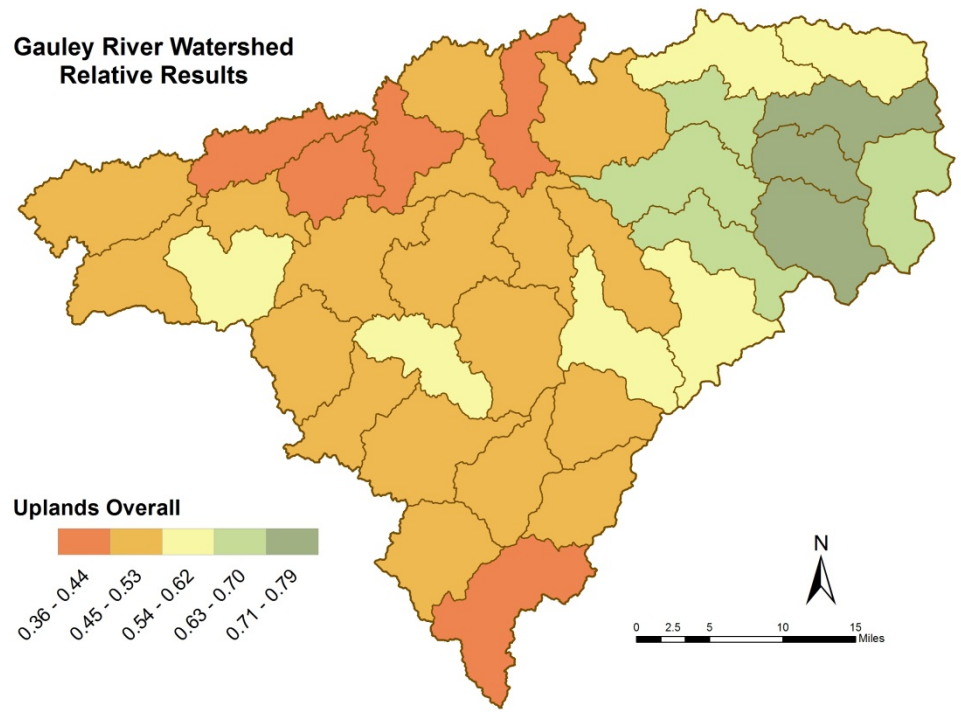 Gauley River Watershed
Relative Results
Uplands Overall
0.36 - 0.44
0.45 - 0.53
0.54 - 0.62
0.63 - 0.70
0.71 - 0.79
N
0 2.5 5 10 15
Miles